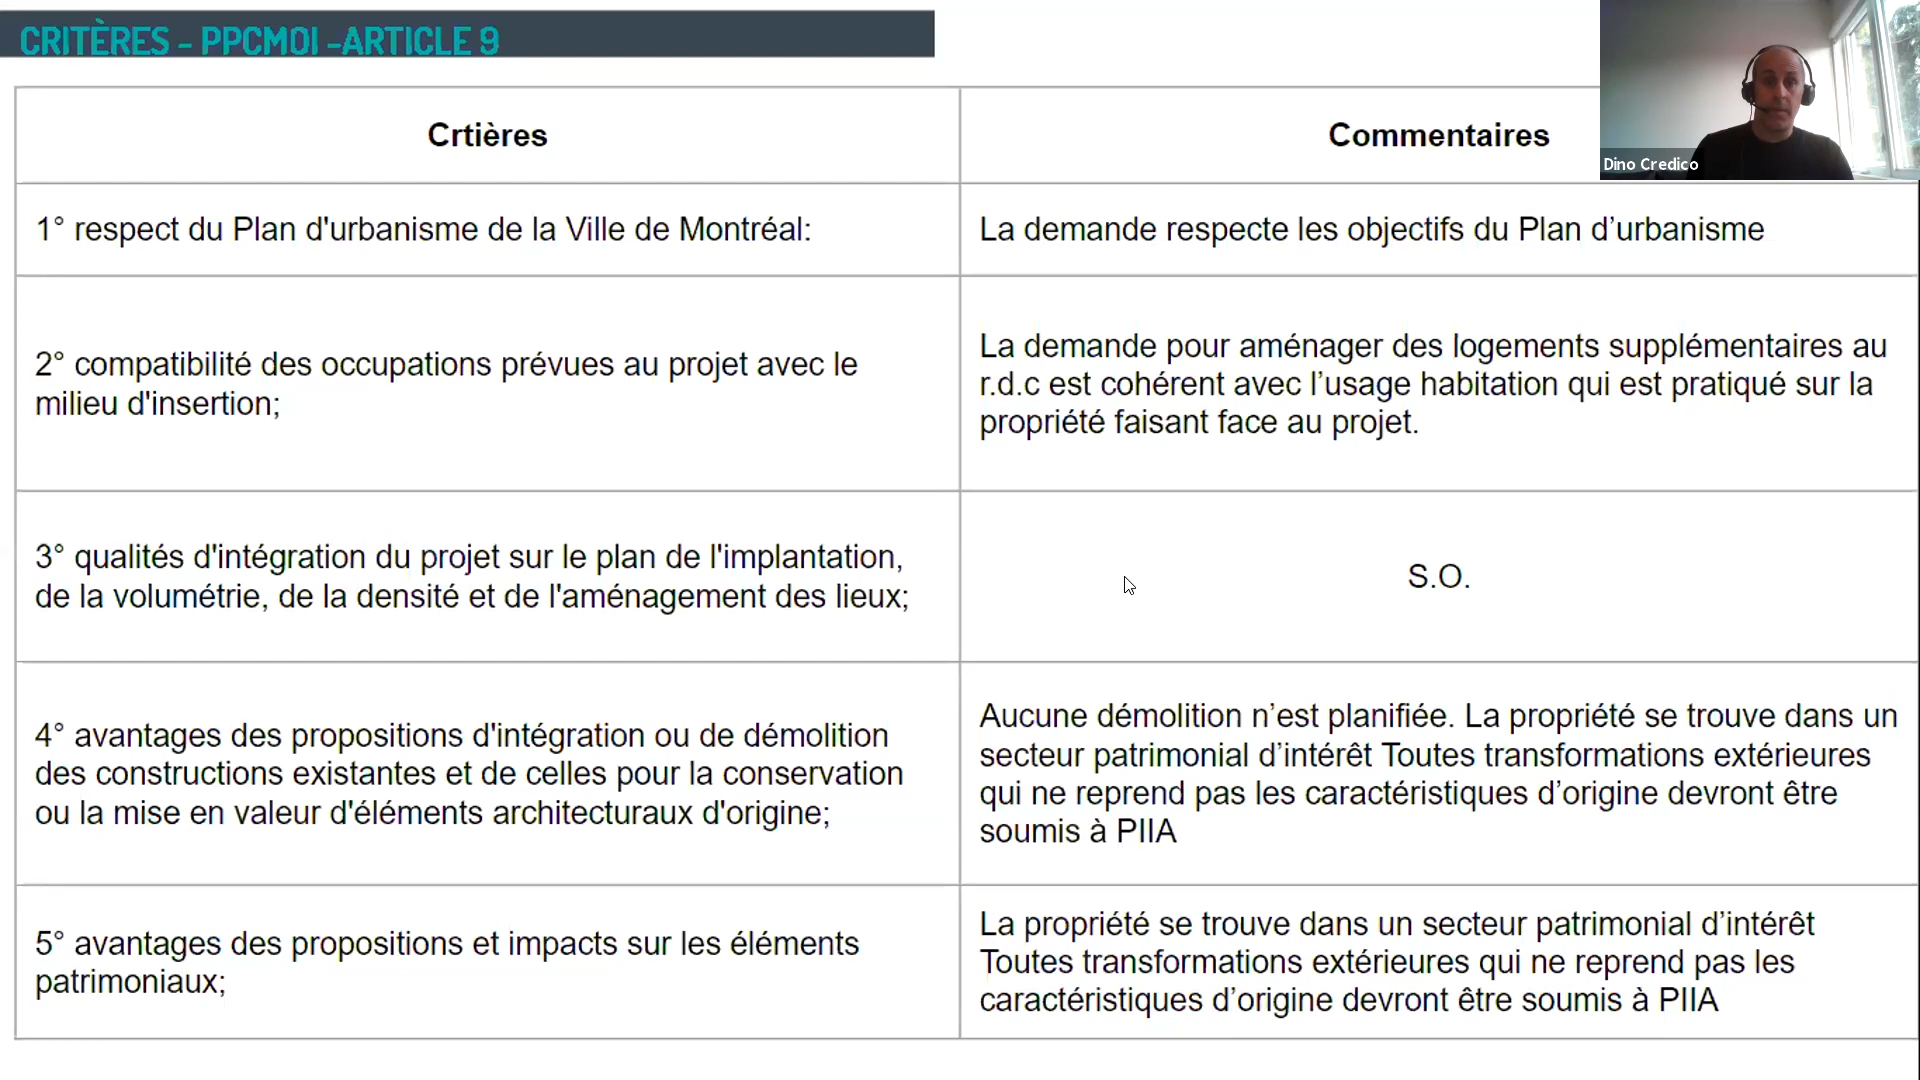 CRITÈRES - PPCMOI -ARTICLE 9
Crtières
Commentaires
Dino Credico
1° respect du Plan d'urbanisme de la Ville de Montréal:
La demande respecte les objectifs du Plan d’urbanisme
2° compatibilité des occupations prévues au projet avec le
milieu d'insertion;
La demande pour aménager des logements supplémentaires au
r.d.c est cohérent avec l’usage habitation qui est pratiqué sur la
propriété faisant face au projet.
3° qualités d'intégration du projet sur le plan de l'implantation,
de la volumétrie, de la densité et de l'aménagement des lieux;
S.O.
4° avantages des propositions d'intégration ou de démolition
des constructions existantes et de celles pour la conservation
ou la mise en valeur d'éléments architecturaux d'origine;
Aucune démolition n’est planifiée. La propriété se trouve dans un
secteur patrimonial d’intérêt Toutes transformations extérieures
qui ne reprend pas les caractéristiques d’origine devront être
soumis à PIIA
5° avantages des propositions et impacts sur les éléments
patrimoniaux;
La propriété se trouve dans un secteur patrimonial d’intérêt
Toutes transformations extérieures qui ne reprend pas les
caractéristiques d’origine devront être soumis à PIIA